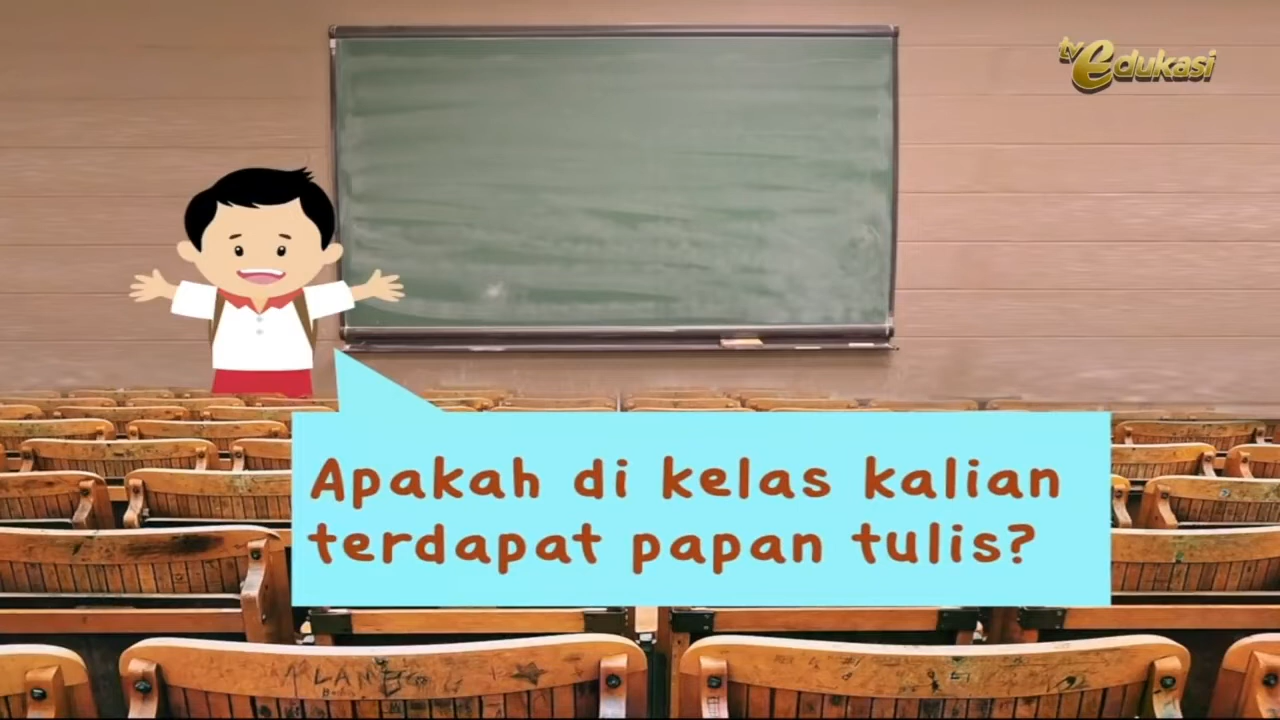 tv edukasi
Apakah di kelas kalian
terdapat papan tulis?